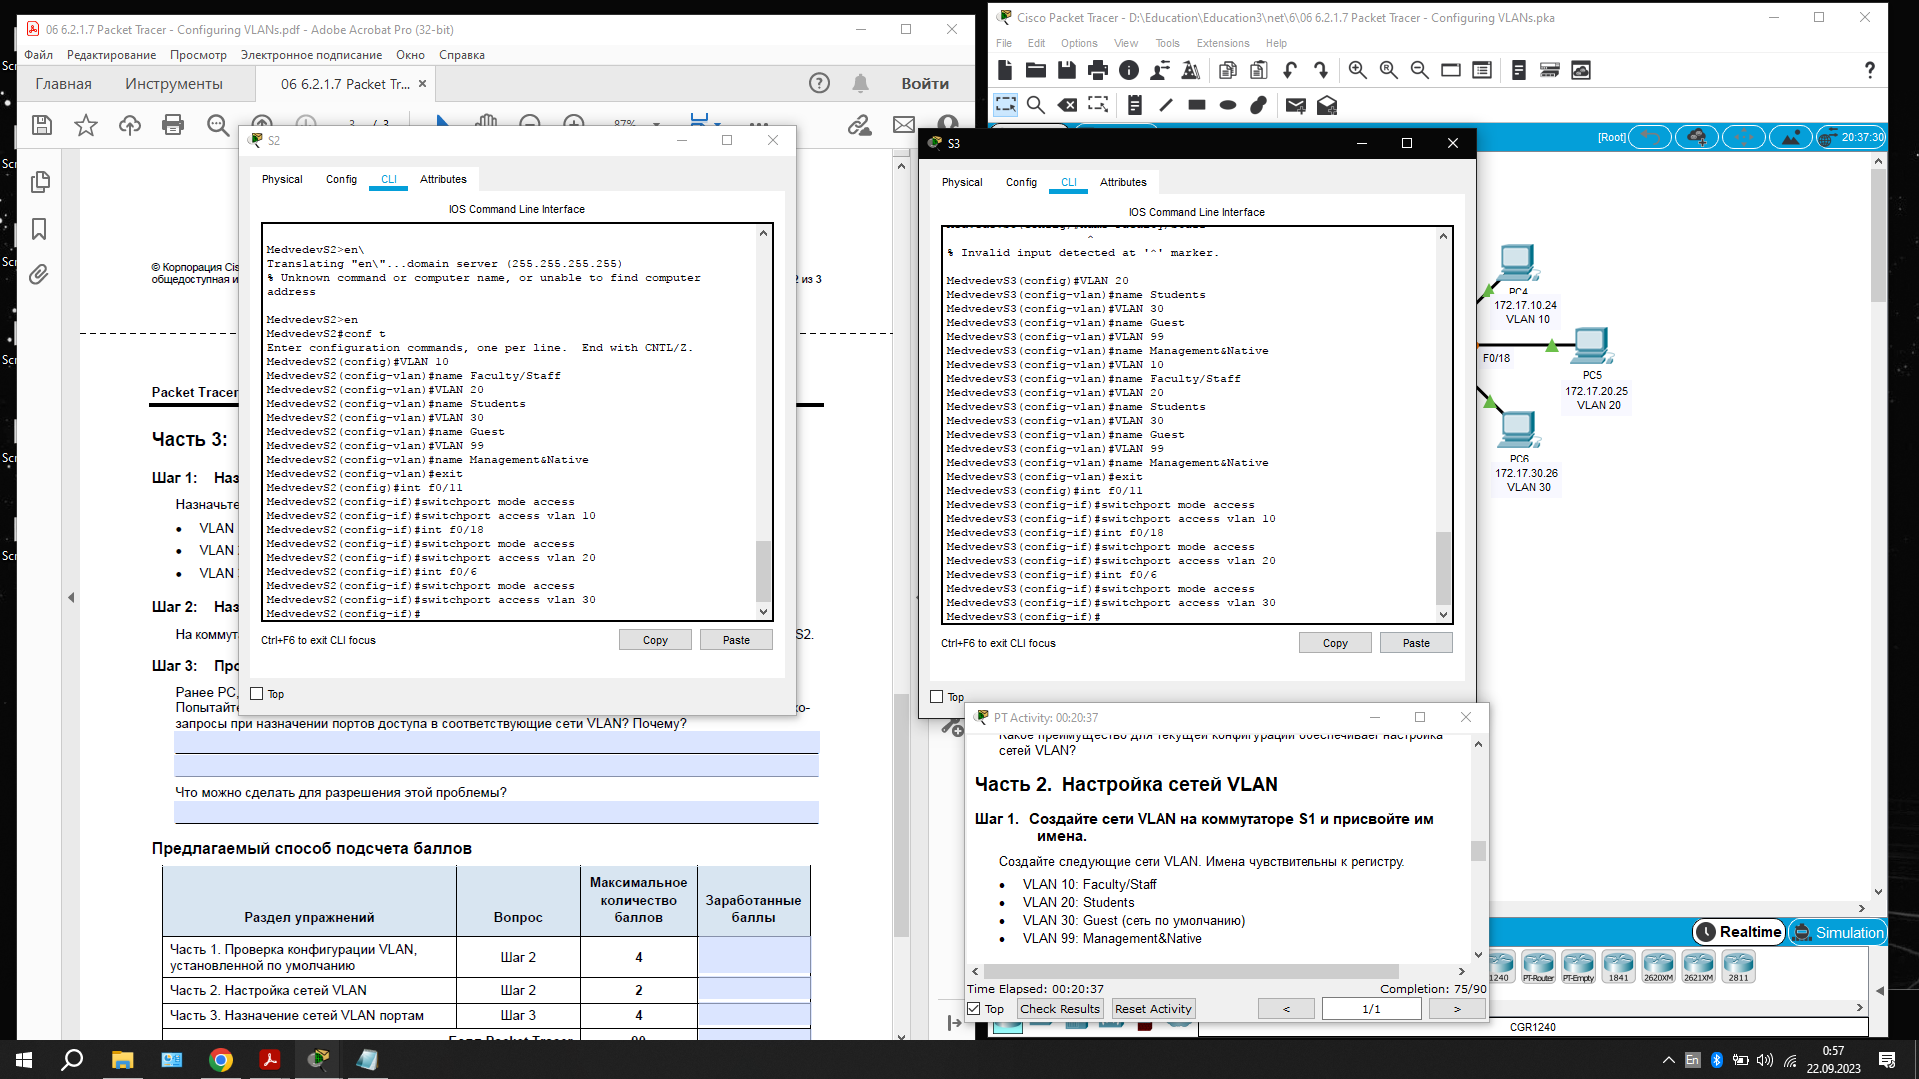 06 6.2.1.7 Packet Tracer - Configuring VLANs.pdf - Adobe Acrobat Pro (32-bit)
Файл Редактирование Просмотр Электронное подписание Окно Справка
Главная Инструменты 06 6.2.1.7 Packet Tr... × Войти
3 / 3 87%
© Корпорация Cis
общедоступная и
2 из 3
Packet Tracer
Часть 3:
Шаг 1: Наз
Назначьте
• VLAN
• VLAN
• VLAN
Шаг 2: Наз
На коммут
S2.
Шаг 3: Про
Ранее PC,
Попытайте
хо-
запросы при назначении портов доступа в соответствующие сети VLAN? Почему?
Что можно сделать для разрешения этой проблемы?
Предлагаемый способ подсчета баллов
Раздел упражнений Вопрос Максимальное количество баллов Заработанные баллы
Часть 1. Проверка конфигурации VLAN, установленной по умолчанию Шаг 2 4
Часть 2. Настройка сетей VLAN Шаг 2 2
Часть 3. Назначение сетей VLAN портам Шаг 3 4
S2
Physical Config CLI Attributes
IOS Command Line Interface
MedvedevS2>en\
Translating "en\"...domain server (255.255.255.255)
% Unknown command or computer name, or unable to find computer
address
MedvedevS2>en
MedvedevS2#conf t
Enter configuration commands, one per line. End with CNTL/Z.
MedvedevS2(config)#VLAN 10
MedvedevS2(config-vlan)#name Faculty/Staff
MedvedevS2(config-vlan)#VLAN 20
MedvedevS2(config-vlan)#name Students
MedvedevS2(config-vlan)#VLAN 30
MedvedevS2(config-vlan)#name Guest
MedvedevS2(config-vlan)#VLAN 99
MedvedevS2(config-vlan)#name Management&Native
MedvedevS2(config-vlan)#exit
MedvedevS2(config)#int f0/11
MedvedevS2(config-if)#switchport mode access
MedvedevS2(config-if)#switchport access vlan 10
MedvedevS2(config-if)#int f0/18
MedvedevS2(config-if)#switchport mode access
MedvedevS2(config-if)#switchport access vlan 20
MedvedevS2(config-if)#int f0/6
MedvedevS2(config-if)#switchport mode access
MedvedevS2(config-if)#switchport access vlan 30
MedvedevS2(config-if)#
Ctrl+F6 to exit CLI focus Copy Paste
Top
Cisco Packet Tracer - D:\Education\Education3\net\6\06 6.2.1.7 Packet Tracer - Configuring VLANs.pka
File Edit Options View Tools Extensions Help
[Root] 20:37:30
S3
Physical Config CLI Attributes
IOS Command Line Interface
^
% Invalid input detected at '^' marker.
MedvedevS3(config)#VLAN 20
MedvedevS3(config-vlan)#name Students
MedvedevS3(config-vlan)#VLAN 30
MedvedevS3(config-vlan)#name Guest
MedvedevS3(config-vlan)#VLAN 99
MedvedevS3(config-vlan)#name Management&Native
MedvedevS3(config-vlan)#VLAN 10
MedvedevS3(config-vlan)#name Faculty/Staff
MedvedevS3(config-vlan)#VLAN 20
MedvedevS3(config-vlan)#name Students
MedvedevS3(config-vlan)#VLAN 30
MedvedevS3(config-vlan)#name Guest
MedvedevS3(config-vlan)#VLAN 99
MedvedevS3(config-vlan)#name Management&Native
MedvedevS3(config-vlan)#exit
MedvedevS3(config)#int f0/11
MedvedevS3(config-if)#switchport mode access
MedvedevS3(config-if)#switchport access vlan 10
MedvedevS3(config-if)#int f0/18
MedvedevS3(config-if)#switchport mode access
MedvedevS3(config-if)#switchport access vlan 20
MedvedevS3(config-if)#int f0/6
MedvedevS3(config-if)#switchport mode access
MedvedevS3(config-if)#switchport access vlan 30
MedvedevS3(config-if)#
Ctrl+F6 to exit CLI focus Copy Paste
Top
PC4
172.17.10.24
VLAN 10
F0/18
PC5
172.17.20.25
VLAN 20
PC6
172.17.30.26
VLAN 30
PT Activity: 00:20:37
Какое преимущество для текущей конфигурации обеспечивает настройка
сетей VLAN?
Часть 2. Настройка сетей VLAN
Шаг 1. Создайте сети VLAN на коммутаторе S1 и присвойте им
имена.
Создайте следующие сети VLAN. Имена чувствительны к регистру.
• VLAN 10: Faculty/Staff
• VLAN 20: Students
• VLAN 30: Guest (сеть по умолчанию)
• VLAN 99: Management&Native
Time Elapsed: 00:20:37 Completion: 75/90
Top Check Results Reset Activity < 1/1 >
Realtime Simulation
1240 PT-Router PT-Empty 1841 2620XM 2621XM 2811
CGR1240
En 0:57
22.09.2023